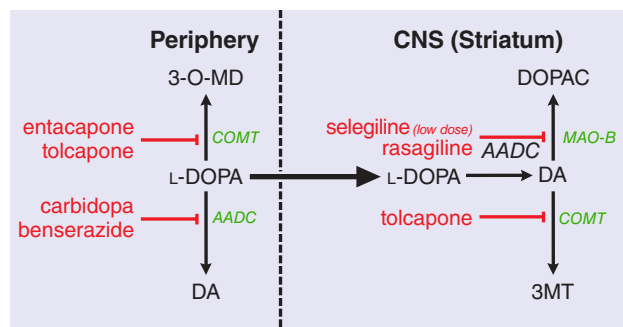 Periphery
CNS (Striatum)
3-O-MD
DOPAC
entacapone
tolcapone
COMT
selegiline (low dose)
rasagiline
AADC
MAO-B
L-DOPA
L-DOPA
DA
carbidopa
benserazide
AADC
tolcapone
COMT
DA
3MT